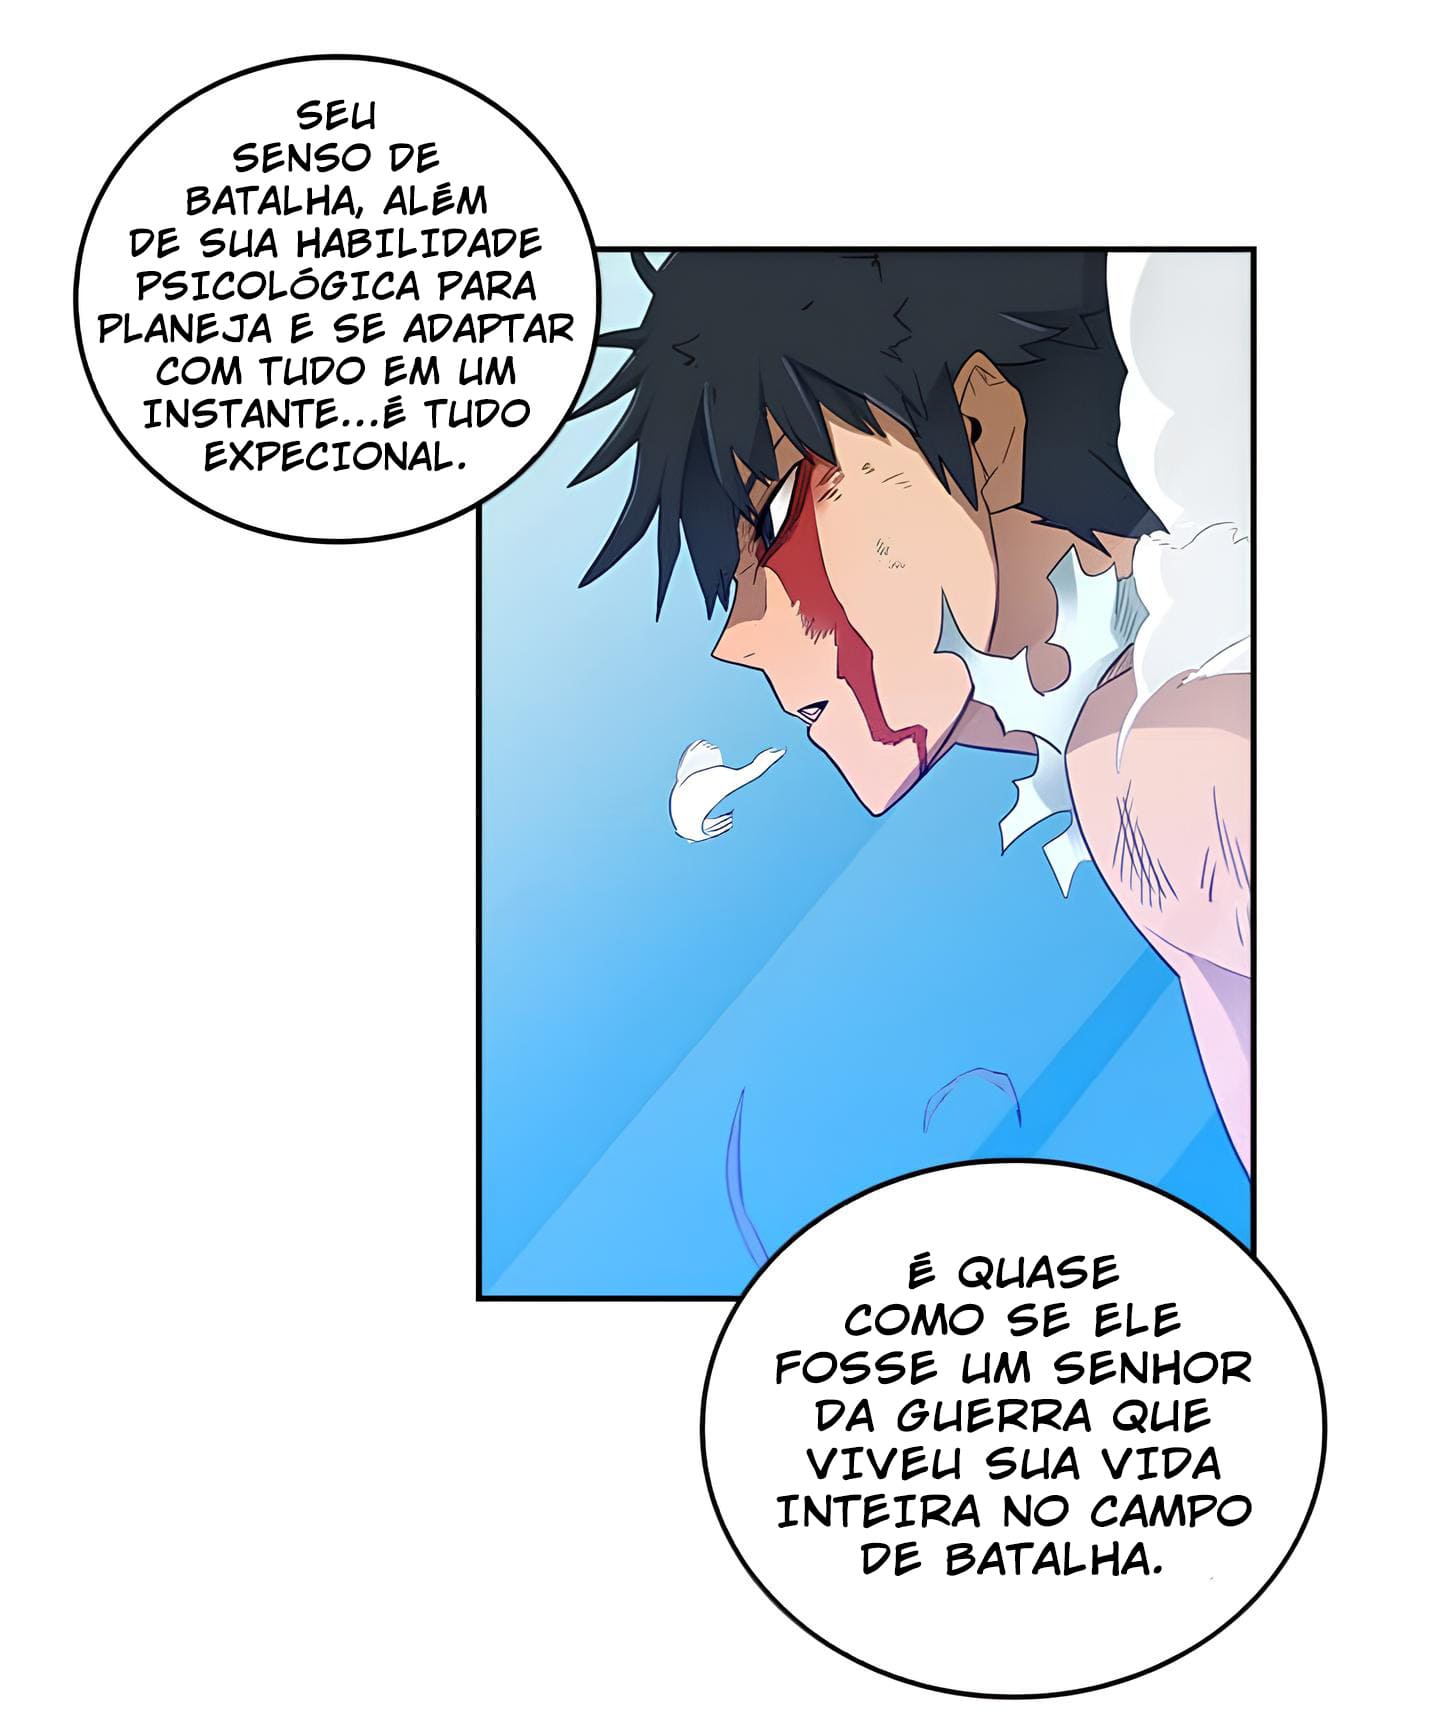 SEU
SENSO DE
BATALHA, ALÉM
DE SUA HABILIDADE
PSICOLÓGICA PARA
PLANEJA E SE ADAPTAR
COM TUDO EM UM
INSTANTE...É TUDO
EXPECIONAL.
É QUASE
COMO SE ELE
FOSSE UM SENHOR
DA GUERRA QUE
VIVEU SUA VIDA
INTEIRA NO CAMPO
DE BATALHA.